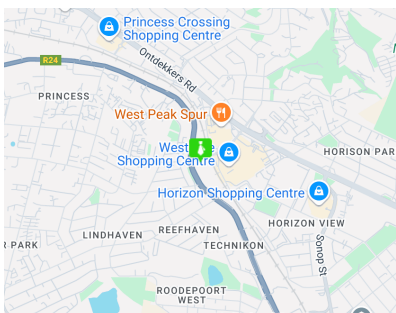 Princess Crossing
Shopping Centre
Ontdekkers Rd
R24
PRINCESS
West Peak Spur
Shopping Centre
HORISON PAR
Horizon Shopping Centre
HORIZON VIEW
REEFHAVEN
LINDHAVEN
R PARK
TECHNIKON
Sonop St
ROODEPOORT
WEST